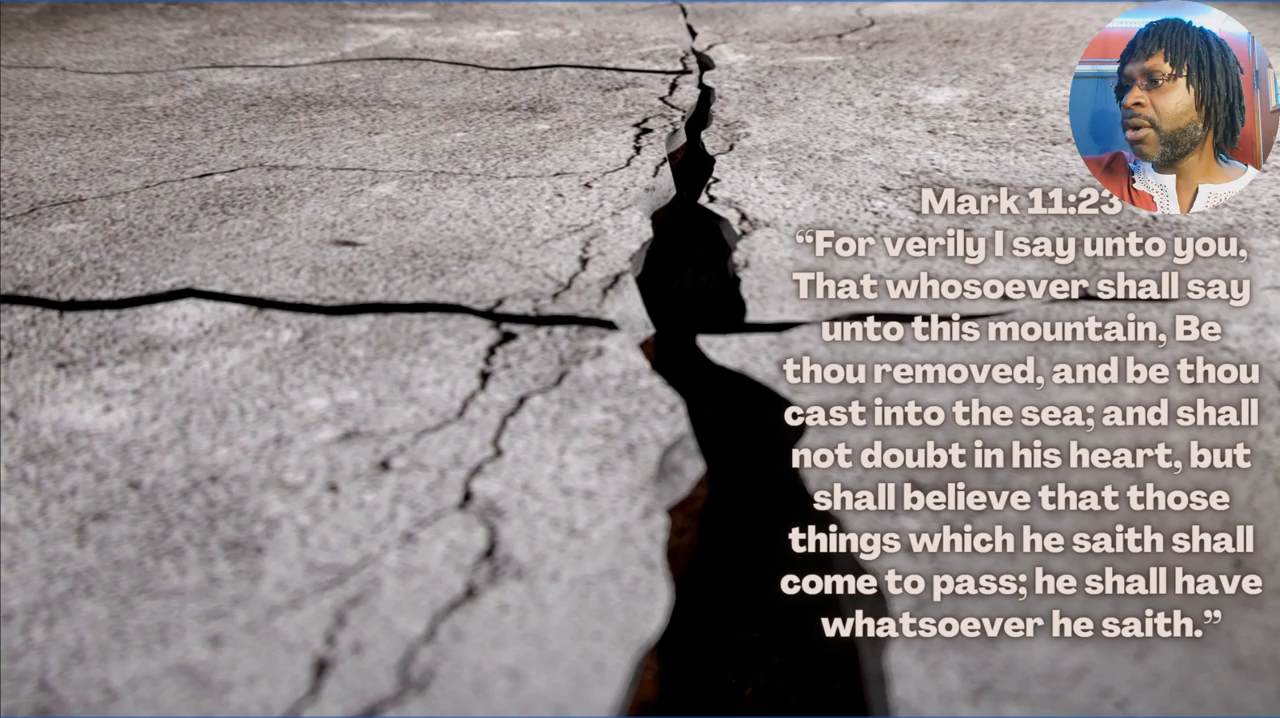 Mark 11:23
“For verily I say unto you,
That whosoever shall say
unto this mountain, Be
thou removed, and be thou
cast into the sea; and shall
not doubt in his heart, but
shall believe that those
things which he saith shall
come to pass; he shall have
whatsoever he saith.”